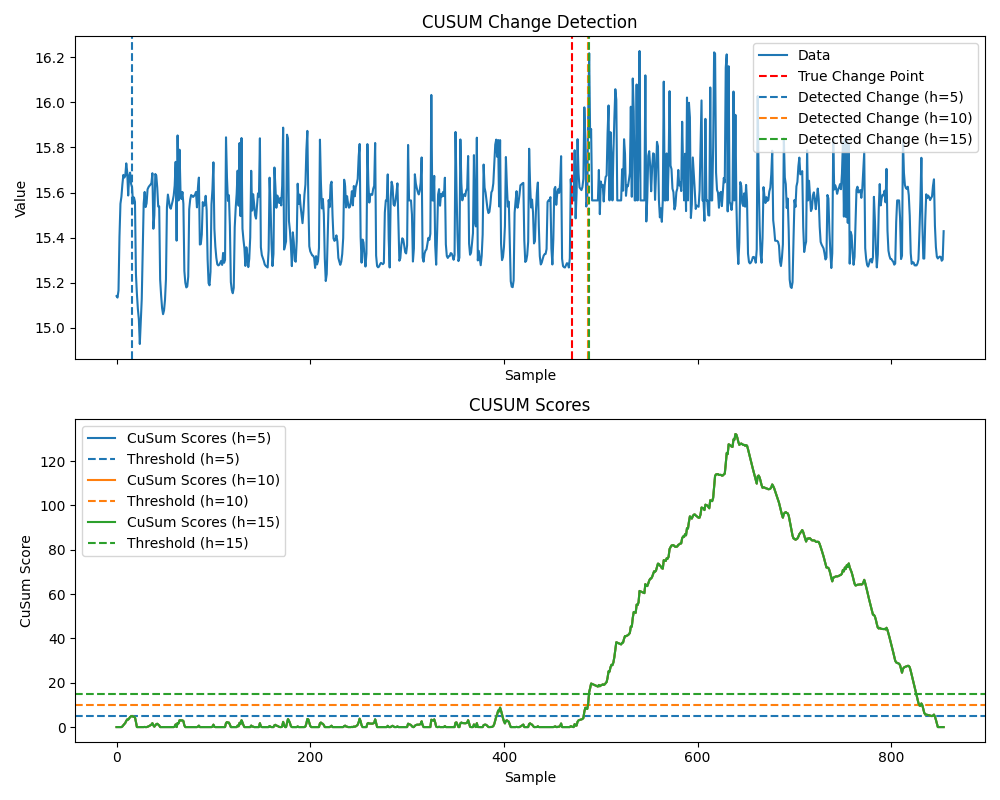 CUSUM Change Detection
Value
16.2
16.0
15.8
15.6
15.4
15.2
15.0
Data
True Change Point
Detected Change (h=5)
Detected Change (h=10)
Detected Change (h=15)
Sample
CUSUM Scores
CuSum Score
120
100
80
60
40
20
0
CuSum Scores (h=5)
Threshold (h=5)
CuSum Scores (h=10)
Threshold (h=10)
CuSum Scores (h=15)
Threshold (h=15)
0 200 400 600 800
Sample